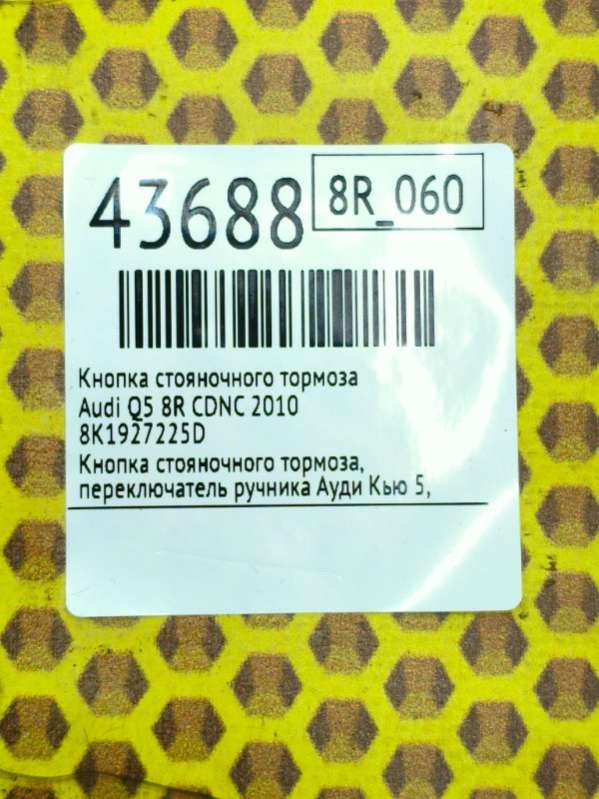 43688
8R_060
Кнопка стояночного тормоза
Audi Q5 8R CDNC 2010
8K1927225D
Кнопка стояночного тормоза,
переключатель ручника Ауди Кью 5,